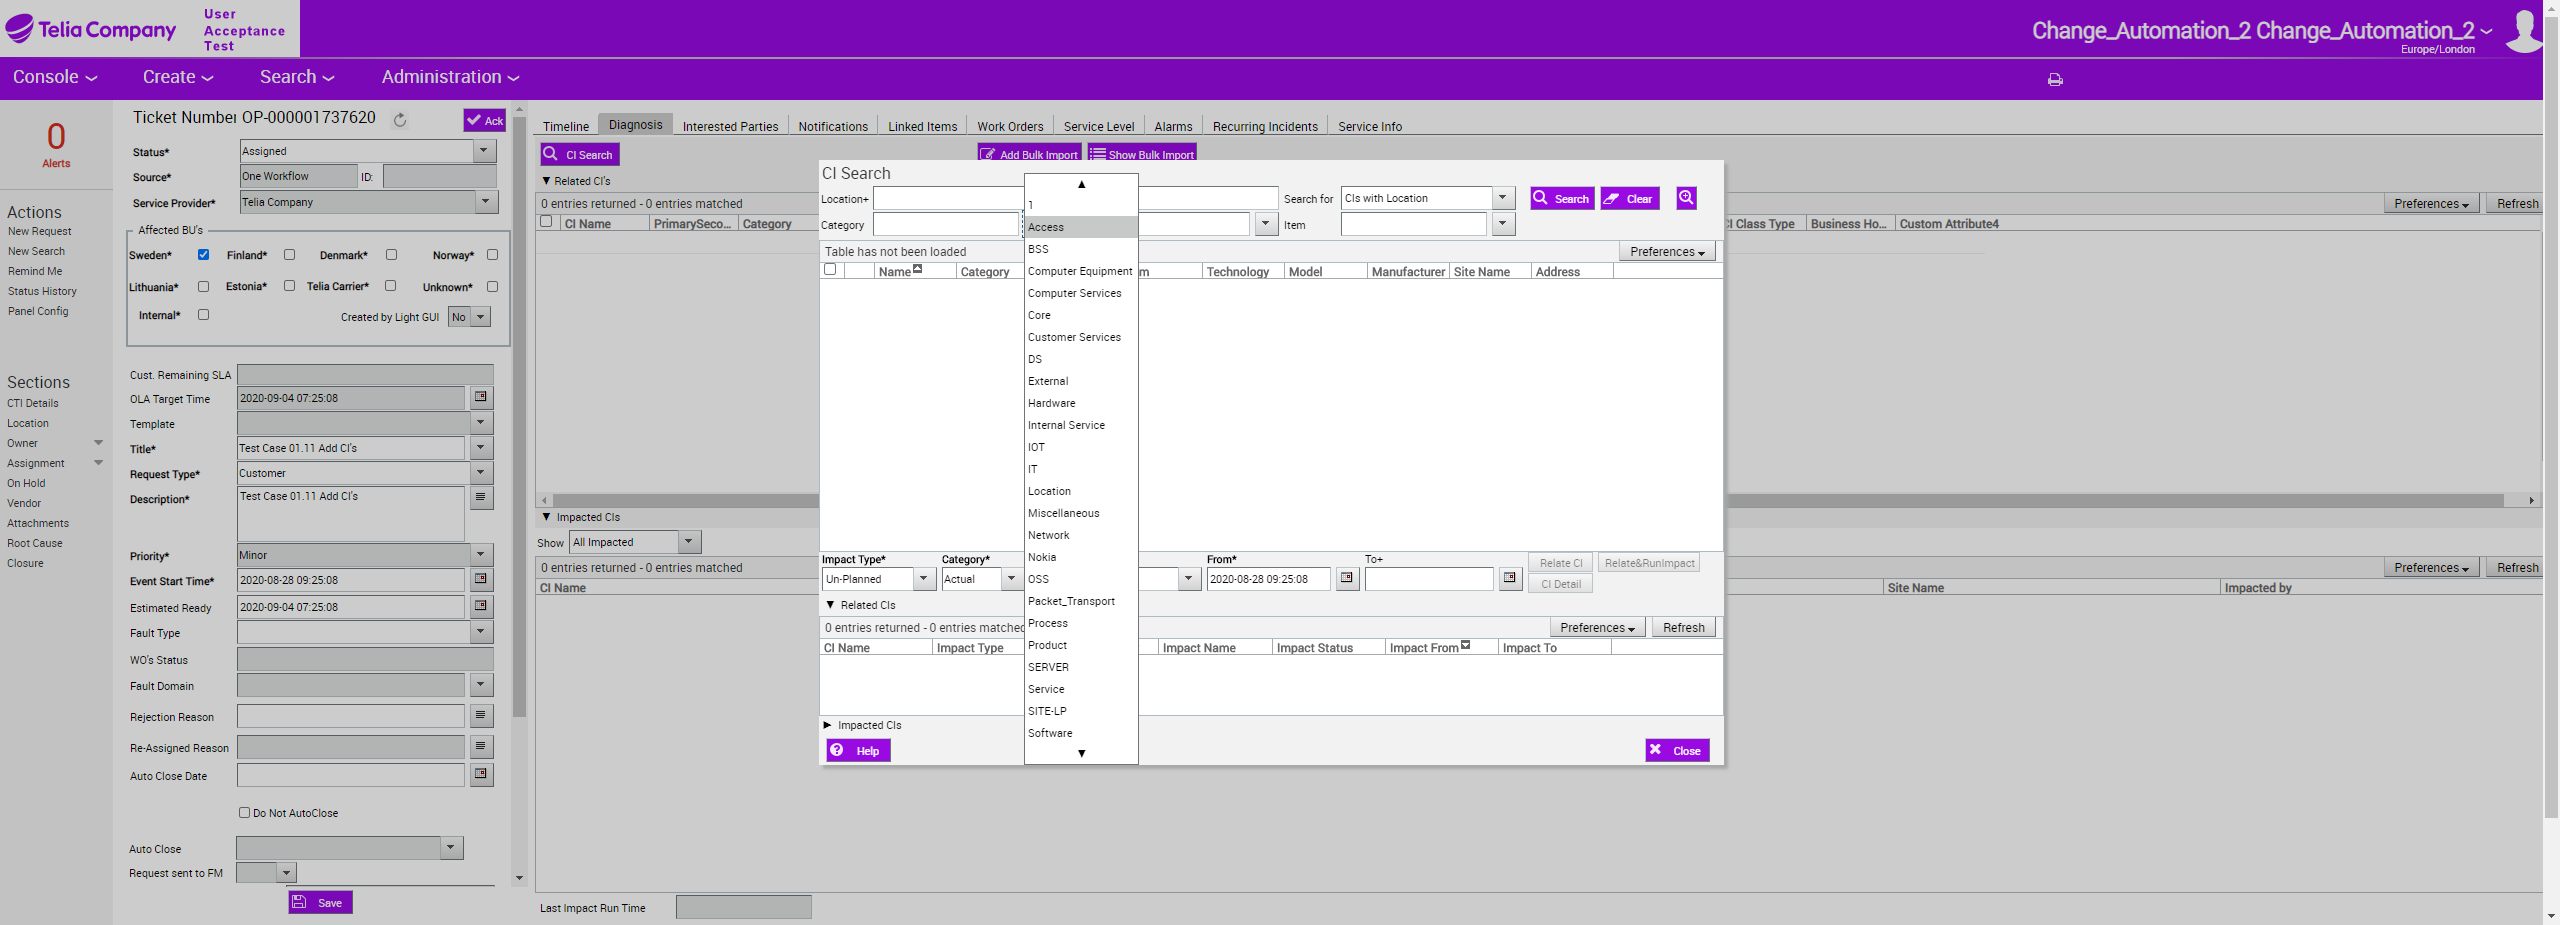 Telia Company
User
Acceptance
Test
Change_Automation_2 Change_Automation_2
Europe/London
Console Create Search Administration
0
Alerts
Actions
New Request
New Search
Remind Me
Status History
Panel Config
Sections
CTI Details
Location
Owner
Assignment
On Hold
Vendor
Attachments
Root Cause
Closure
Ticket Number OP-000001737620
Ack
Status* Assigned
Source* One Workflow ID:
Service Provider* Telia Company
Affected BU's
Sweden* Finland* Denmark* Norway*
Lithuania* Estonia* Telia Carrier* Unknown*
Internal* Created by Light GUI No
Cust. Remaining SLA
OLA Target Time 2020-09-04 07:25:08
Template
Title* Test Case 01.11 Add CI's
Request Type* Customer
Description* Test Case 01.11 Add CI's
Priority* Minor
Event Start Time* 2020-08-28 09:25:08
Estimated Ready 2020-09-04 07:25:08
Fault Type
WO's Status
Fault Domain
Rejection Reason
Re-Assigned Reason
Auto Close Date
Do Not AutoClose
Auto Close
Request sent to FM
Save
Timeline Diagnosis Interested Parties Notifications Linked Items Work Orders Service Level Alarms Recurring Incidents Service Info
CI Search Add Bulk Import Show Bulk Import
Related CI's
0 entries returned - 0 entries matched Preferences Refresh
CI Name PrimarySeco... Category CI Class Type Business Ho... Custom Attribute4
Impacted CIs
Show All Impacted
0 entries returned - 0 entries matched Preferences Refresh
CI Name Site Name Impacted by
Last Impact Run Time
CI Search
Location+ Search for CIs with Location Search Clear
Category Item
Table has not been loaded Preferences
Name Category m Technology Model Manufacturer Site Name Address
1
Access
BSS
Computer Equipment
Computer Services
Core
Customer Services
DS
External
Hardware
Internal Service
IOT
IT
Location
Miscellaneous
Network
Nokia
OSS
Packet_Transport
Process
Product
SERVER
Service
SITE-LP
Software
Impact Type* Category* From* To+ Relate CI Relate&RunImpact
Un-Planned Actual 2020-08-28 09:25:08 CI Detail
Related CIs
0 entries returned - 0 entries matched Preferences Refresh
CI Name Impact Type Impact Name Impact Status Impact From Impact To
Impacted CIs
Help Close